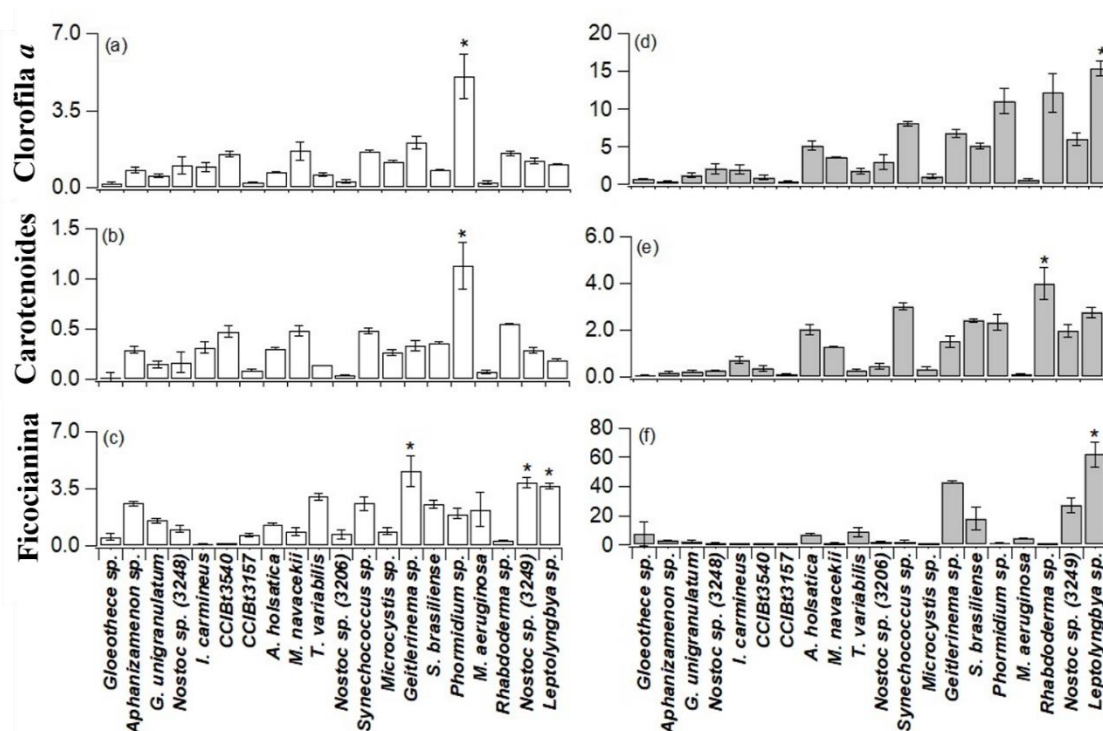 Clorofila a
7.0
3.5
0.0
(a)
*
20
15
10
5
0
(d)
*
Carotenoides
1.5
1.0
0.5
0.0
(b)
*
6.0
4.0
2.0
0.0
(e)
*
Ficocianina
7.0
3.5
0.0
(c)
*
*
*
80
60
40
20
0
(f)
*
Gloeothece sp.
Aphanizamenon sp.
G. unigranulatum
Nostoc sp. (3248)
I. carmineus
CCIBt3540
CCIBt3157
A. holsatica
M. navacekii
T. variabilis
Nostoc sp. (3206)
Synechococcus sp.
Microcystis sp.
Geitlerinema sp.
S. brasiliense
Phormidium sp.
M. aeruginosa
Rhabdoderma sp.
Nostoc sp. (3249)
Leptolyngbya sp.
Gloeothece sp.
Aphanizamenon sp.
G. unigranulatum
Nostoc sp. (3248)
I. carmineus
CCIBt3540
CCIBt3157
A. holsatica
M. navacekii
T. variabilis
Nostoc sp. (3206)
Synechococcus sp.
Microcystis sp.
Geitlerinema sp.
S. brasiliense
Phormidium sp.
M. aeruginosa
Rhabdoderma sp.
Nostoc sp. (3249)
Leptolyngbya sp.